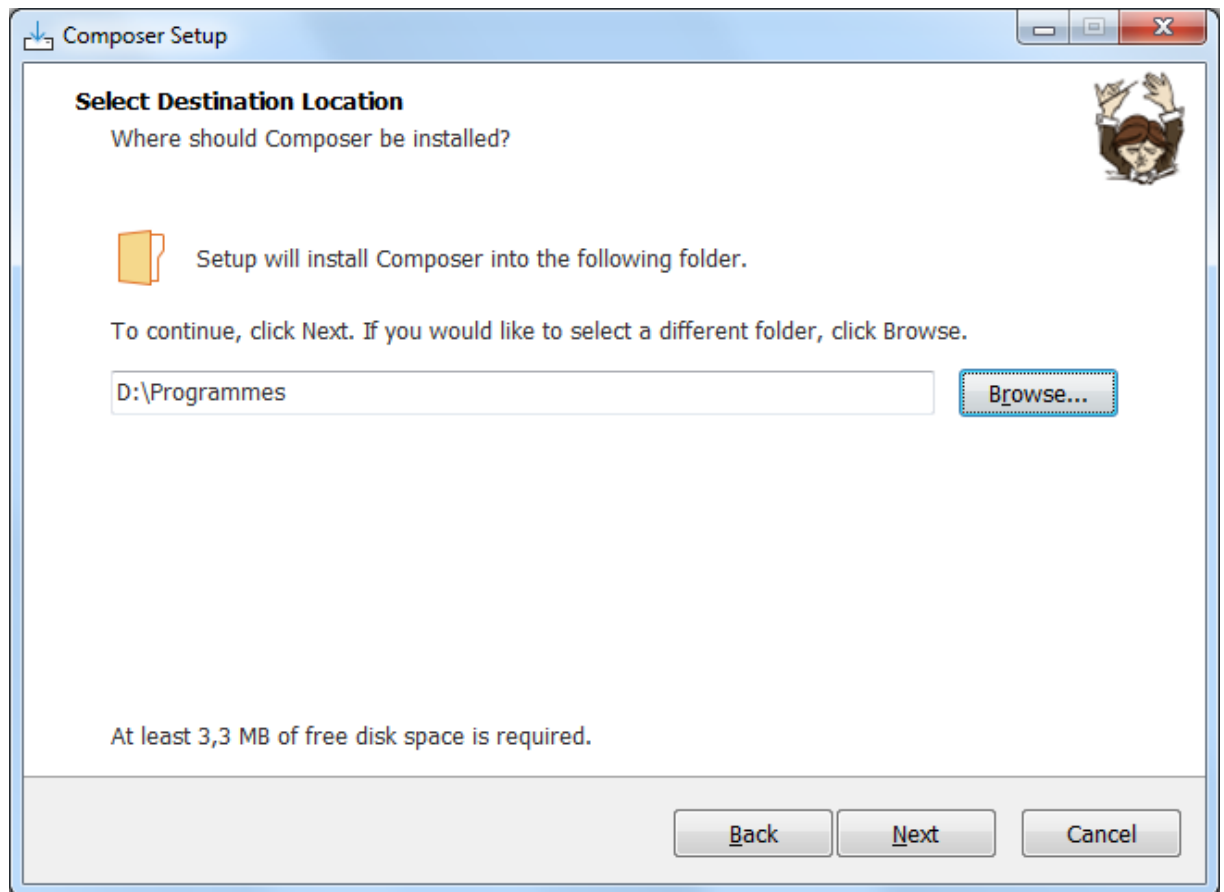 Composer Setup
Select Destination Location
Where should Composer be installed?
Setup will install Composer into the following folder.
To continue, click Next. If you would like to select a different folder, click Browse.
D:\Programmes
Browse...
At least 3,3 MB of free disk space is required.
Back
Next
Cancel